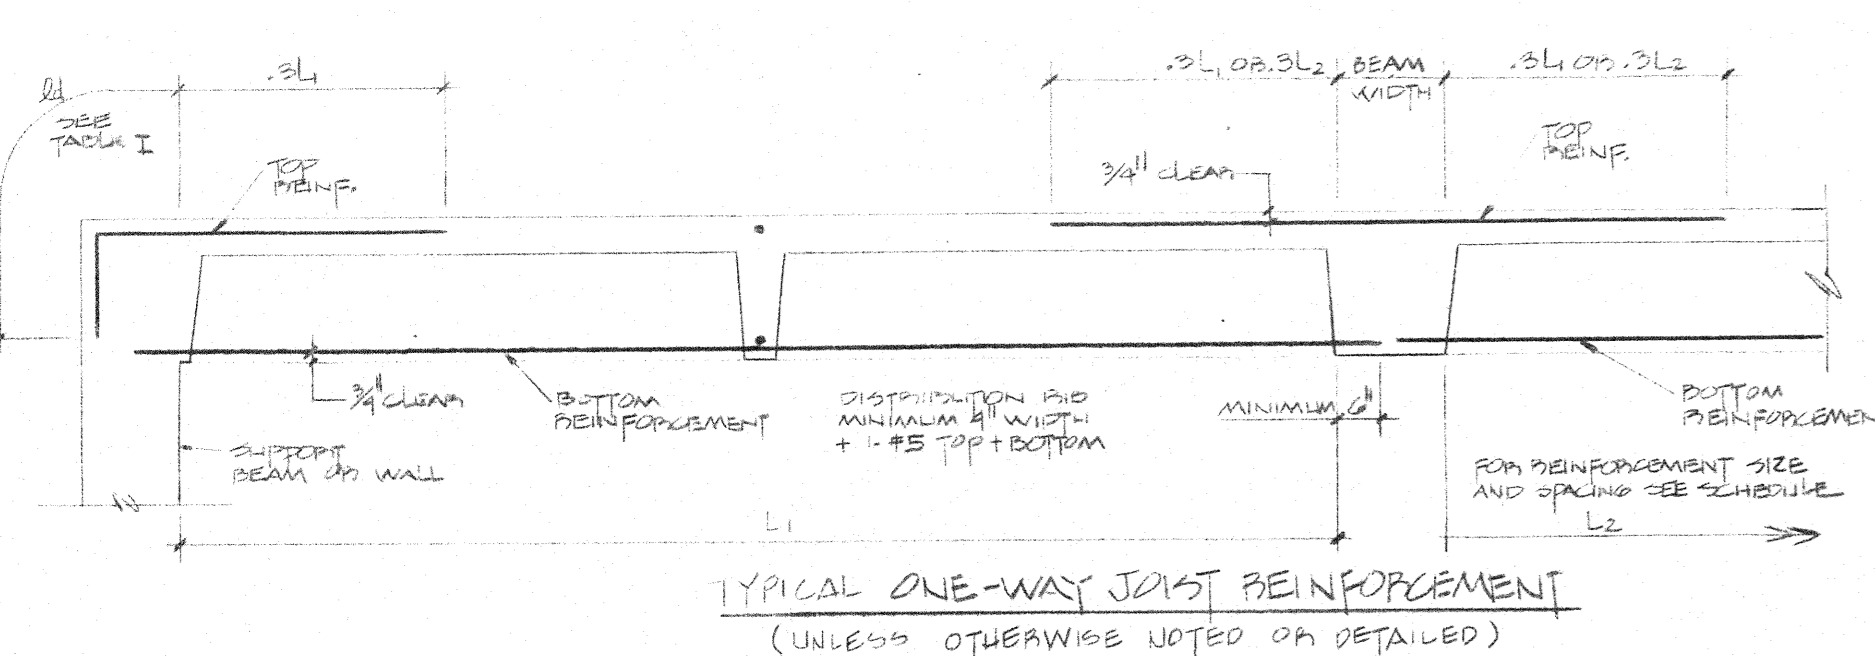 .3L1
.3L1 OR .3L2
BEAM
WIDTH
.3L1 OR .3L2
ld
SEE
TABLE I
TOP
REINF.
3/4" CLEAR
TOP
REINF.
3/4" CLEAR
BOTTOM
REINFORCEMENT
DISTRIBUTION RIB
MINIMUM 4" WIDTH
+ 1-#5 TOP + BOTTOM
MINIMUM 6"
BOTTOM
REINFORCEMEN
SUPPORT
BEAM OR WALL
FOR REINFORCEMENT SIZE
AND SPACING SEE SCHEDULE
L1
L2
TYPICAL ONE-WAY JOIST REINFORCEMENT
(UNLESS OTHERWISE NOTED OR DETAILED)